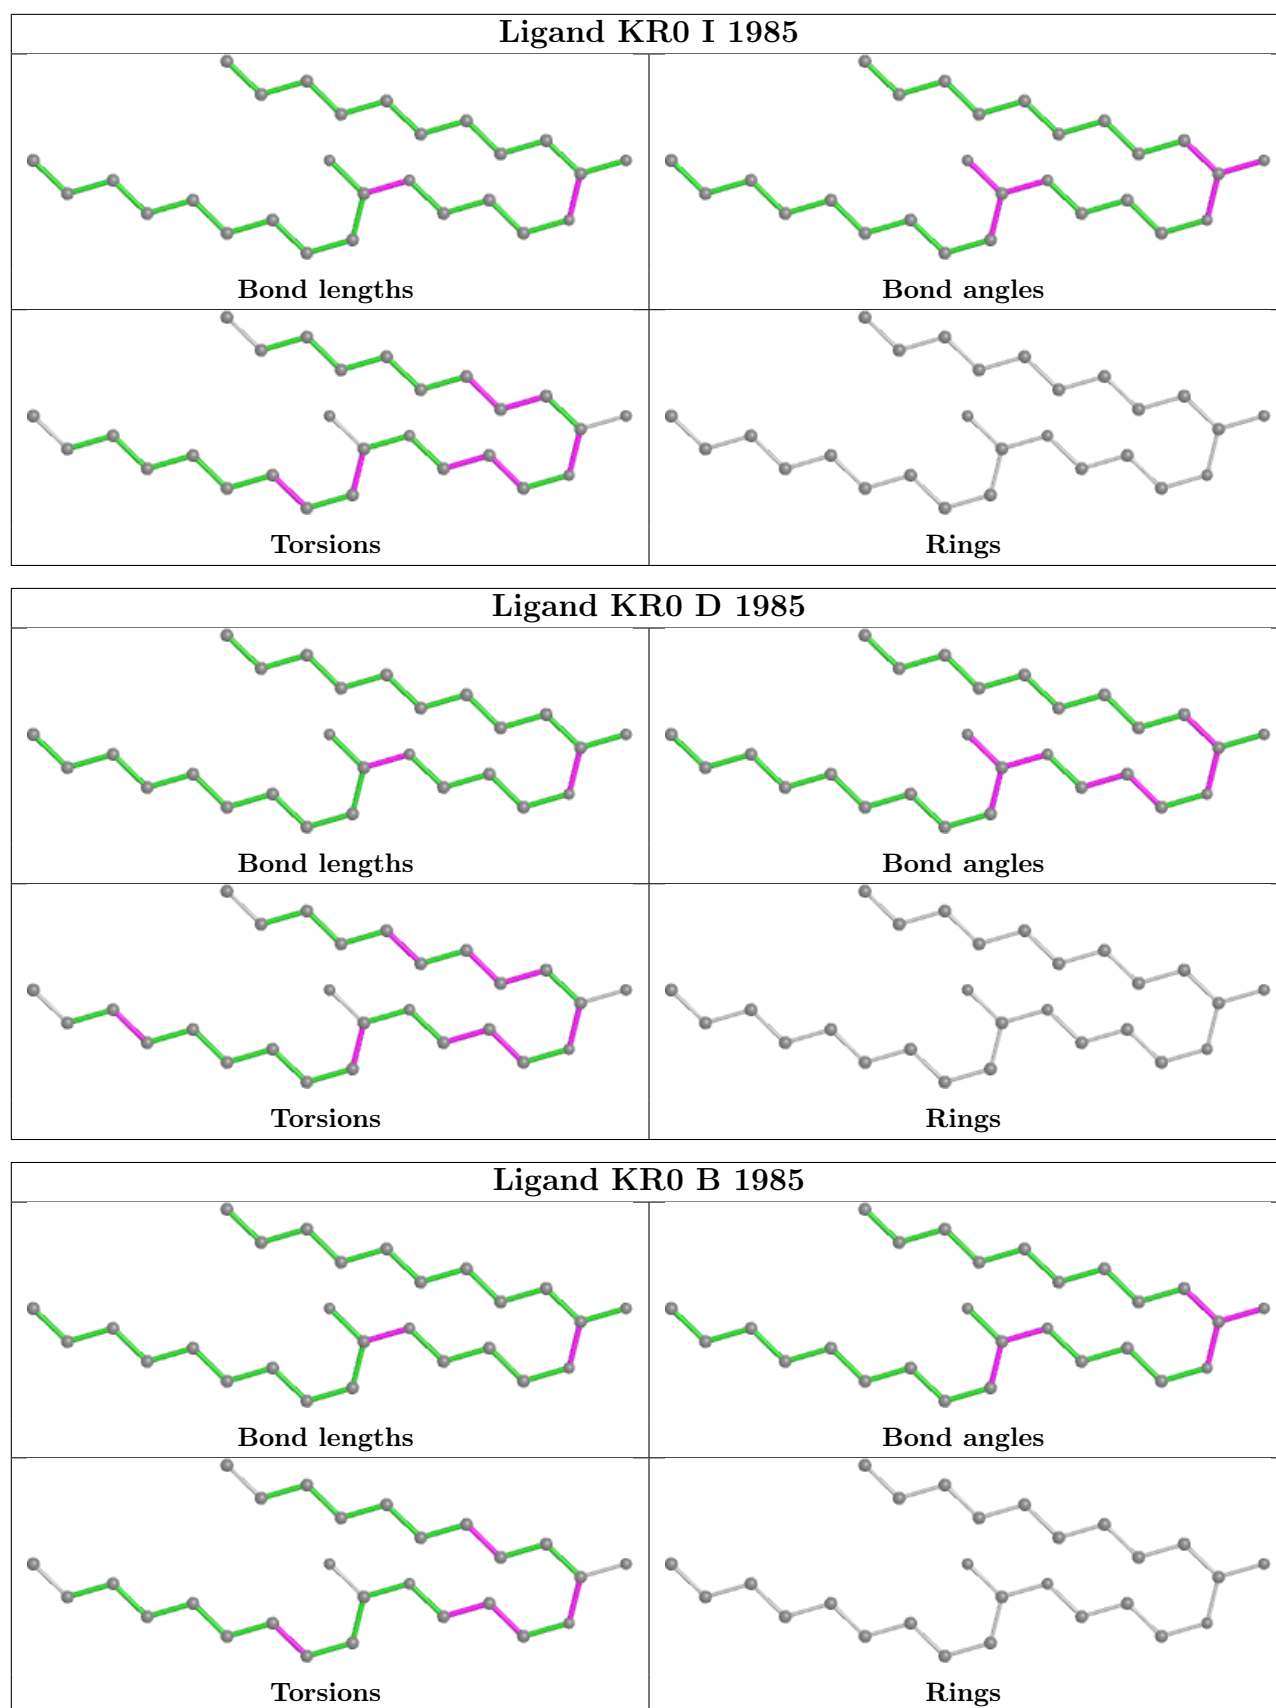 Ligand KR0 I 1985
Bond lengths
Bond angles
Torsions
Rings
Ligand KR0 D 1985
Bond lengths
Bond angles
Torsions
Rings
Ligand KR0 B 1985
Bond lengths
Bond angles
Torsions
Rings